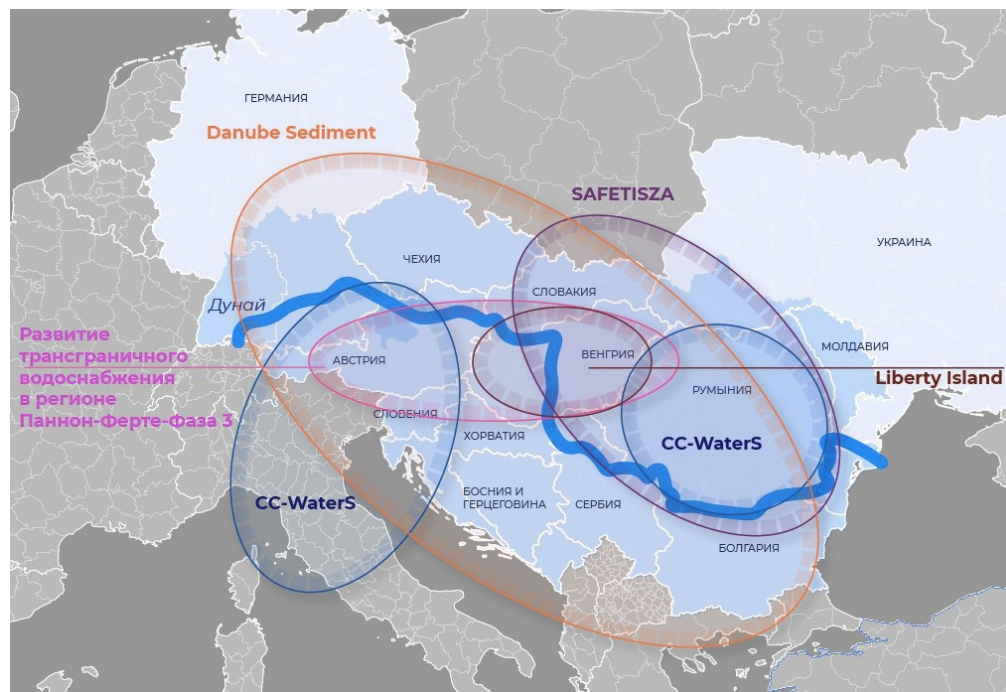 ГЕРМАНИЯ
Danube Sediment
SAFETISZA
УКРАИНА
ЧЕХИЯ
СЛОВАКИЯ
Дунай
Развитие
трансграничного
водоснабжения
в регионе
Паннон-Ферте-Фаза 3
АВСТРИЯ
ВЕНГРИЯ
МОЛДАВИЯ
Liberty Island
РУМЫНИЯ
СЛОВЕНИЯ
ХОРВАТИЯ
CC-WaterS
CC-WaterS
БОСНИЯ И
ГЕРЦЕГОВИНА
СЕРБИЯ
БОЛГАРИЯ